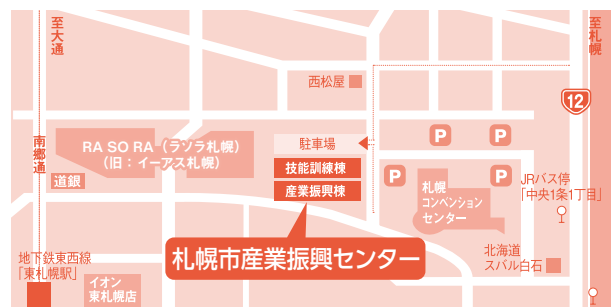 至大通
至札幌
西松屋
12
南郷通
RA SO RA（ラソラ札幌）
（旧：イーアス札幌）
駐車場
P
P
技能訓練棟
道銀
産業振興棟
P
P
札幌
コンベンション
センター
JRバス停
「中央1条1丁目」
札幌市産業振興センター
地下鉄東西線
「東札幌駅」
イオン
東札幌店
北海道
スバル白石